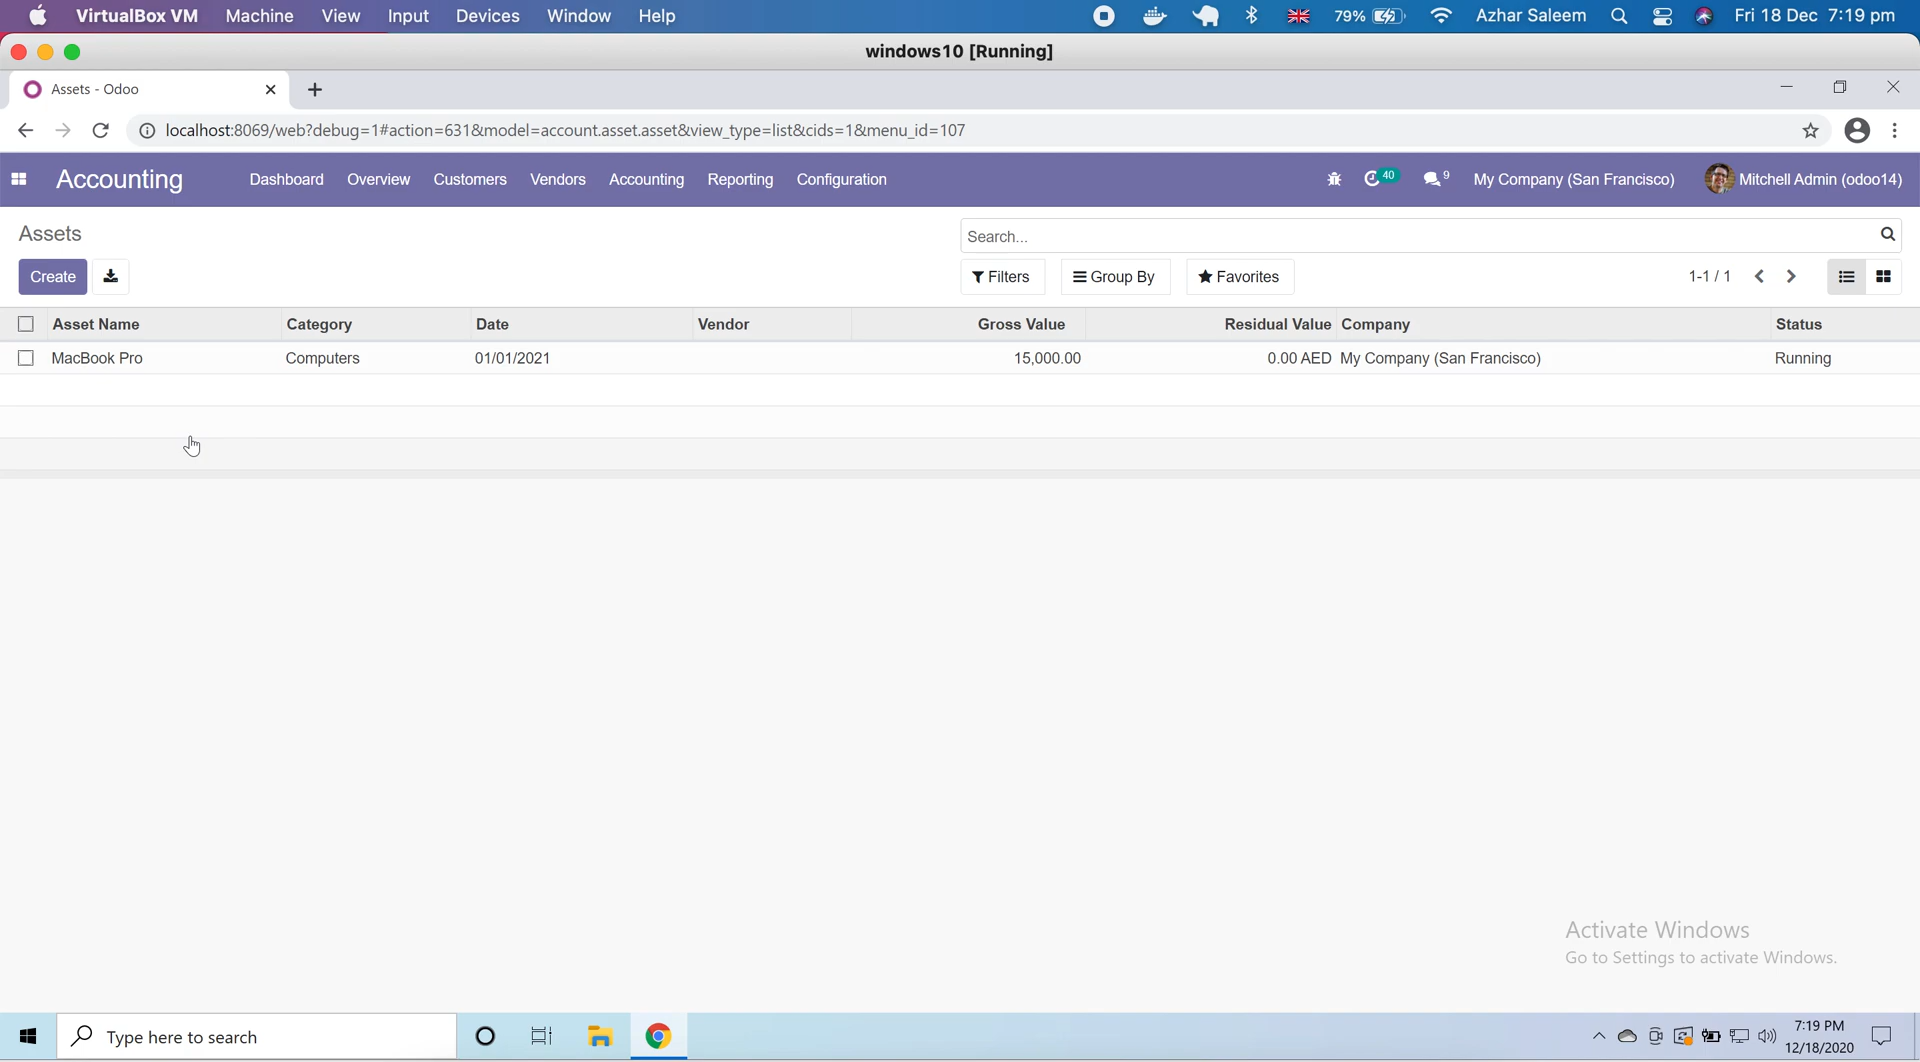 VirtualBox VM Machine View Input Devices Window Help 79% Azhar Saleem Fri 18 Dec 7:19 pm
windows10 [Running]
Assets - Odoo
localhost:8069/web?debug=1#action=631&model=account.asset.asset&view_type=list&cids=1&menu_id=107
Accounting Dashboard Overview Customers Vendors Accounting Reporting Configuration 40 9 My Company (San Francisco) Mitchell Admin (odoo14)
Assets Search...
Create Filters Group By Favorites 1-1 / 1
Asset Name Category Date Vendor Gross Value Residual Value Company Status
MacBook Pro Computers 01/01/2021 15,000.00 0.00 AED My Company (San Francisco) Running
Activate Windows
Go to Settings to activate Windows.
Type here to search 7:19 PM
12/18/2020